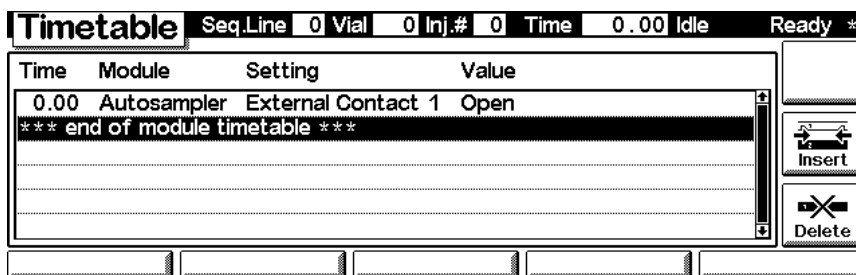 Timetable Seq.Line 0 Vial 0 Inj.# 0 Time 0.00 Idle Ready *
Time Module Setting Value
0.00 Autosampler External Contact 1 Open
*** end of module timetable ***
Insert
Delete